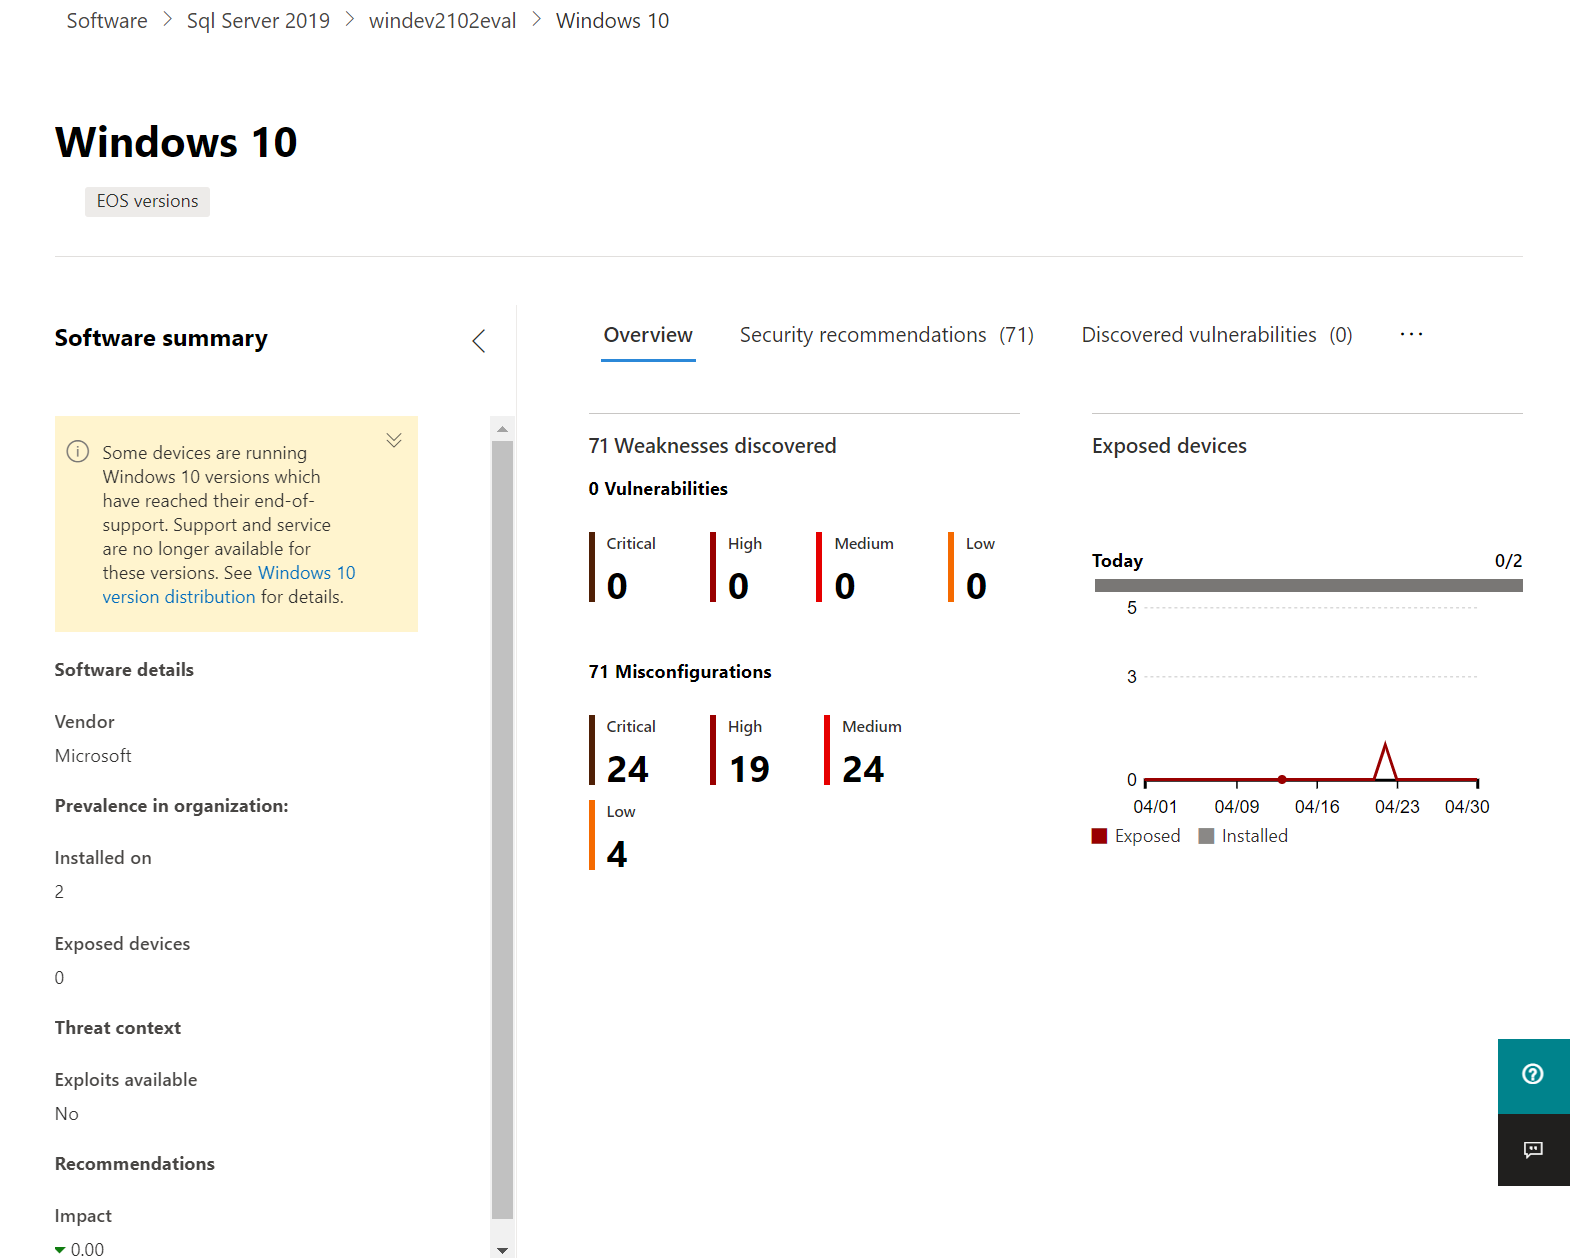 Software > Sql Server 2019 > windev2102eval > Windows 10
Windows 10
EOS versions
Software summary
Some devices are running
Windows 10 versions which
have reached their end-of-
support. Support and service
are no longer available for
these versions. See Windows 10
version distribution for details.
Software details
Vendor
Microsoft
Prevalence in organization:
Installed on
2
Exposed devices
0
Threat context
Exploits available
No
Recommendations
Impact
0.00
Overview Security recommendations (71) Discovered vulnerabilities (0) ...
71 Weaknesses discovered
0 Vulnerabilities
Critical High Medium Low
0 0 0 0
71 Misconfigurations
Critical High Medium
24 19 24
Low
4
Exposed devices
Today 0/2
5
3
0
04/01 04/09 04/16 04/23 04/30
Exposed Installed